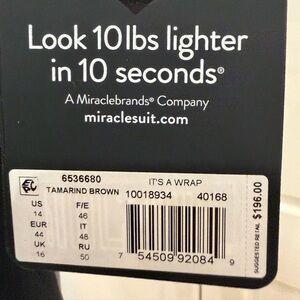 Look 10 lbs lighter
in 10 seconds®
A Miraclebrands® Company
miraclesuit.com
6536680 IT'S A WRAP
TAMARIND BROWN 10018934 40168
US F/E
14 46
EUR IT
44 48
UK RU
16 50
7 54509 92084 9
SUGGESTED RETAIL $196.00